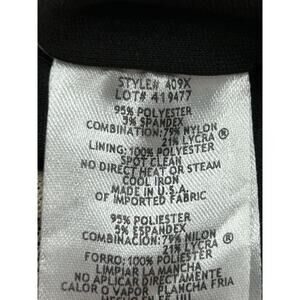 STYLE# 409X
LOT# 419477
95% POLYESTER
5% SPANDEX
COMBINATION: 79% NYLON
21% LYCRA ®
LINING: 100% POLYESTER
SPOT CLEAN
NO DIRECT HEAT OR STEAM
COOL IRON
MADE IN U.S.A.
OF IMPORTED FABRIC
95% POLIESTER
5% ESPANDEX
COMBINACION: 79% NILON
21% LYCRA ®
FORRO: 100% POLIESTER
LIMPIAR LA MANCHA
NO APLICAR DIRECTAMENTE
CALOR O VAPOR. PLANCHA FRIA